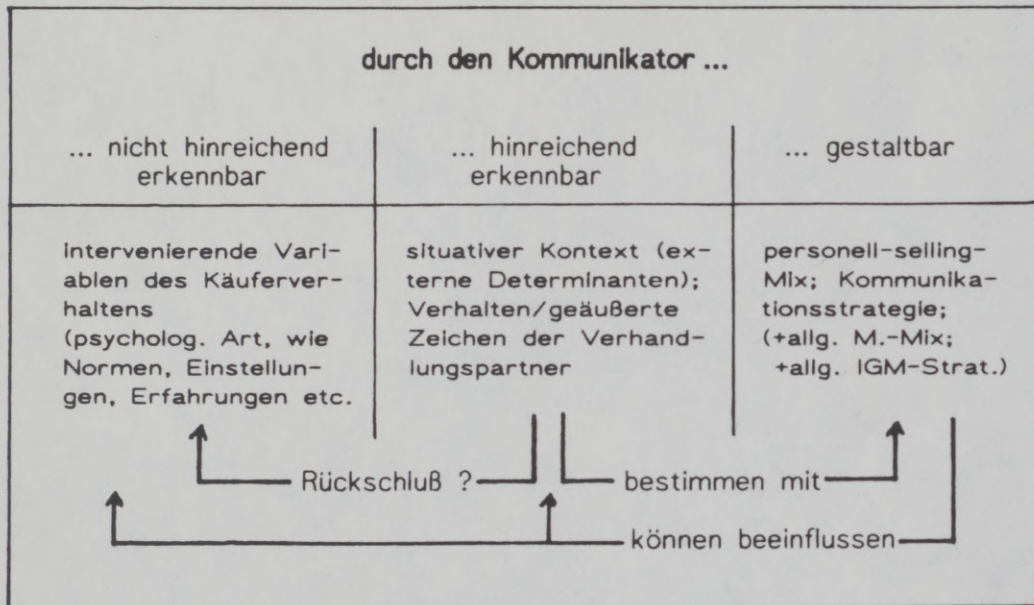 durch den Kommunikator ...
... nicht hinreichend
erkennbar
... hinreichend
erkennbar
... gestaltbar
intervenierende Vari-
ablen des Käuferver-
haltens
(psycholog. Art, wie
Normen, Einstellun-
gen, Erfahrungen etc.
situativer Kontext (ex-
terne Determinanten);
Verhalten/geäußerte
Zeichen der Verhand-
lungspartner
personell-selling-
Mix; Kommunika-
tionsstrategie;
(+allg. M.-Mix;
+allg. IGM-Strat.)
Rückschluß ?
bestimmen mit
können beeinflussen